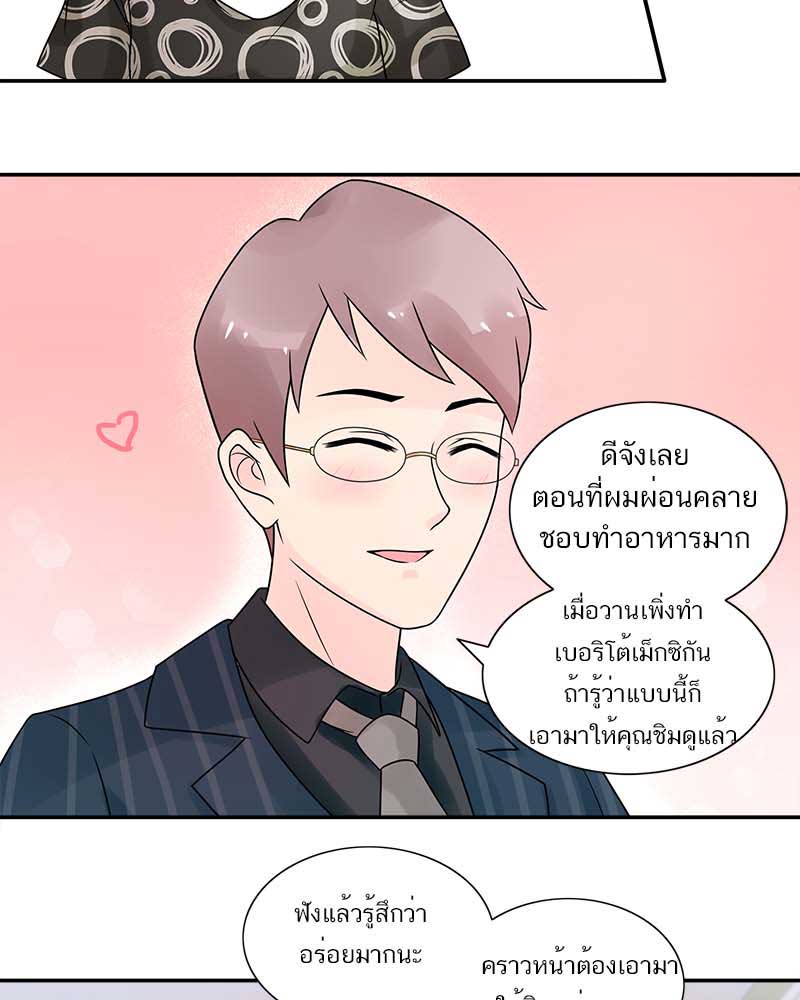 ดีจังเลย
ตอนที่ผมผ่อนคลาย
ชอบทำอาหารมาก
เมื่อวานเพิ่งทำ
เบอริโต้เม็กซิกัน
ถ้ารู้ว่าแบบนี้ก็
เอามาให้คุณชิมดูแล้ว
ฟังแล้วรู้สึกว่า
อร่อยมากนะ
คราวหน้าต้องเอามา